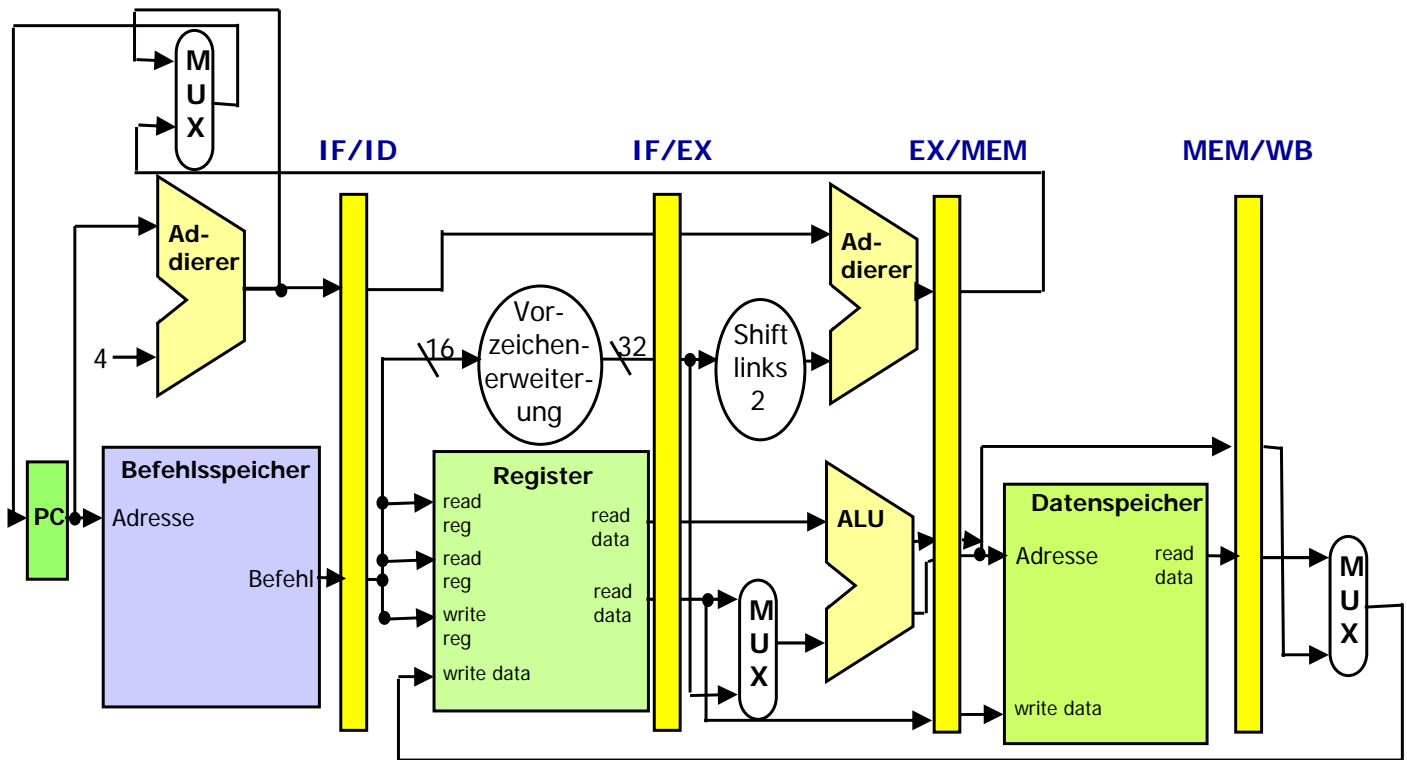 M
U
X
IF/ID
IF/EX
EX/MEM
MEM/WB
Ad-
dierer
4
16
Vor-
zeichen-
erweiter-
ung
32
Shift
links
2
Ad-
dierer
PC
Befehlsspeicher
Adresse
Befehl
Register
read
reg
read
reg
write
reg
write data
read
data
read
data
M
U
X
ALU
Datenspeicher
Adresse
read
data
write data
M
U
X